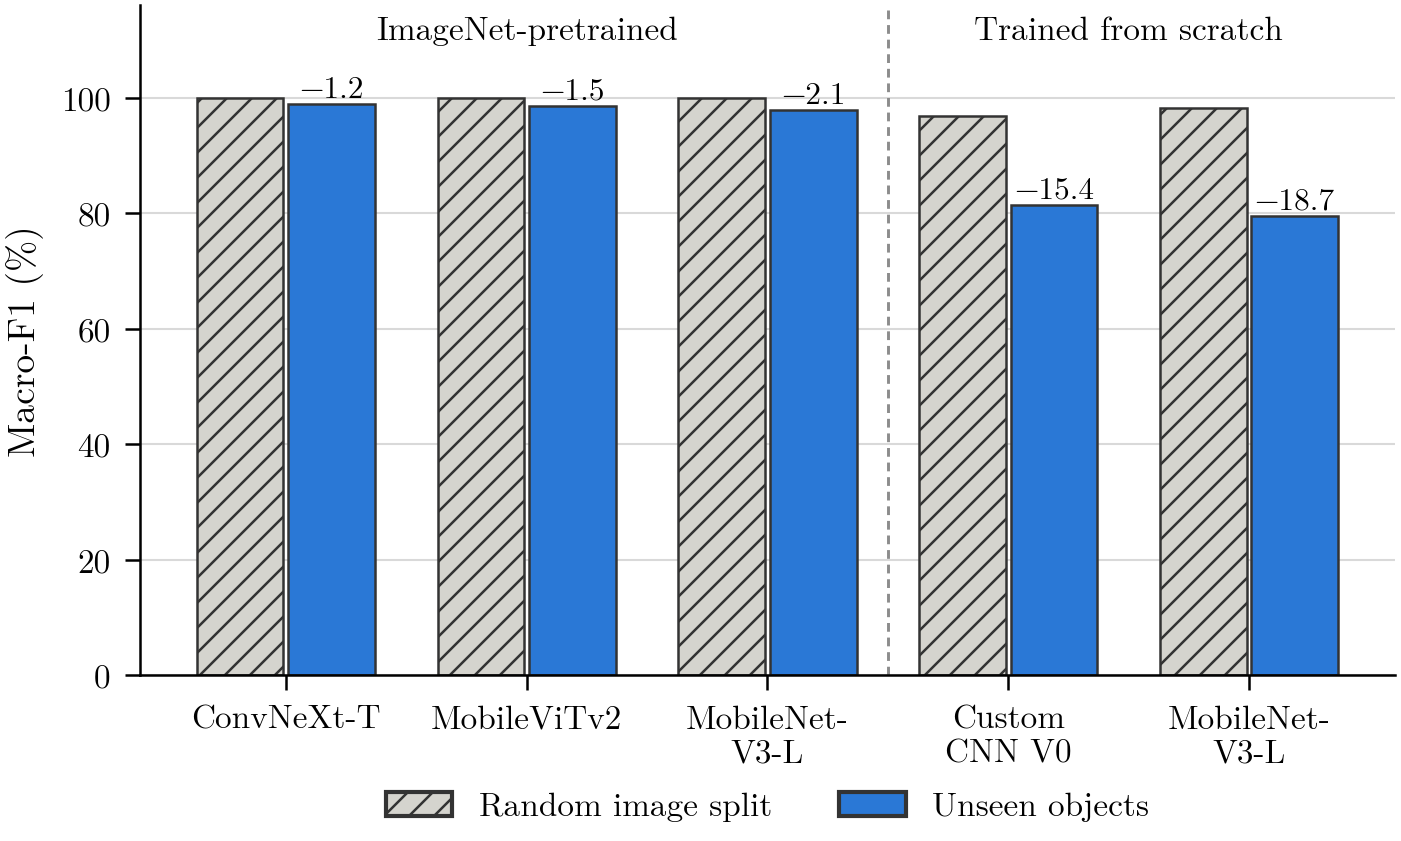 ImageNet-pretrained
Trained from scratch
Macro-F1 (%)
100
80
60
40
20
0
−1.2
−1.5
−2.1
−15.4
−18.7
ConvNeXt-T
MobileViTv2
MobileNet-
V3-L
Custom
CNN V0
MobileNet-
V3-L
Random image split
Unseen objects